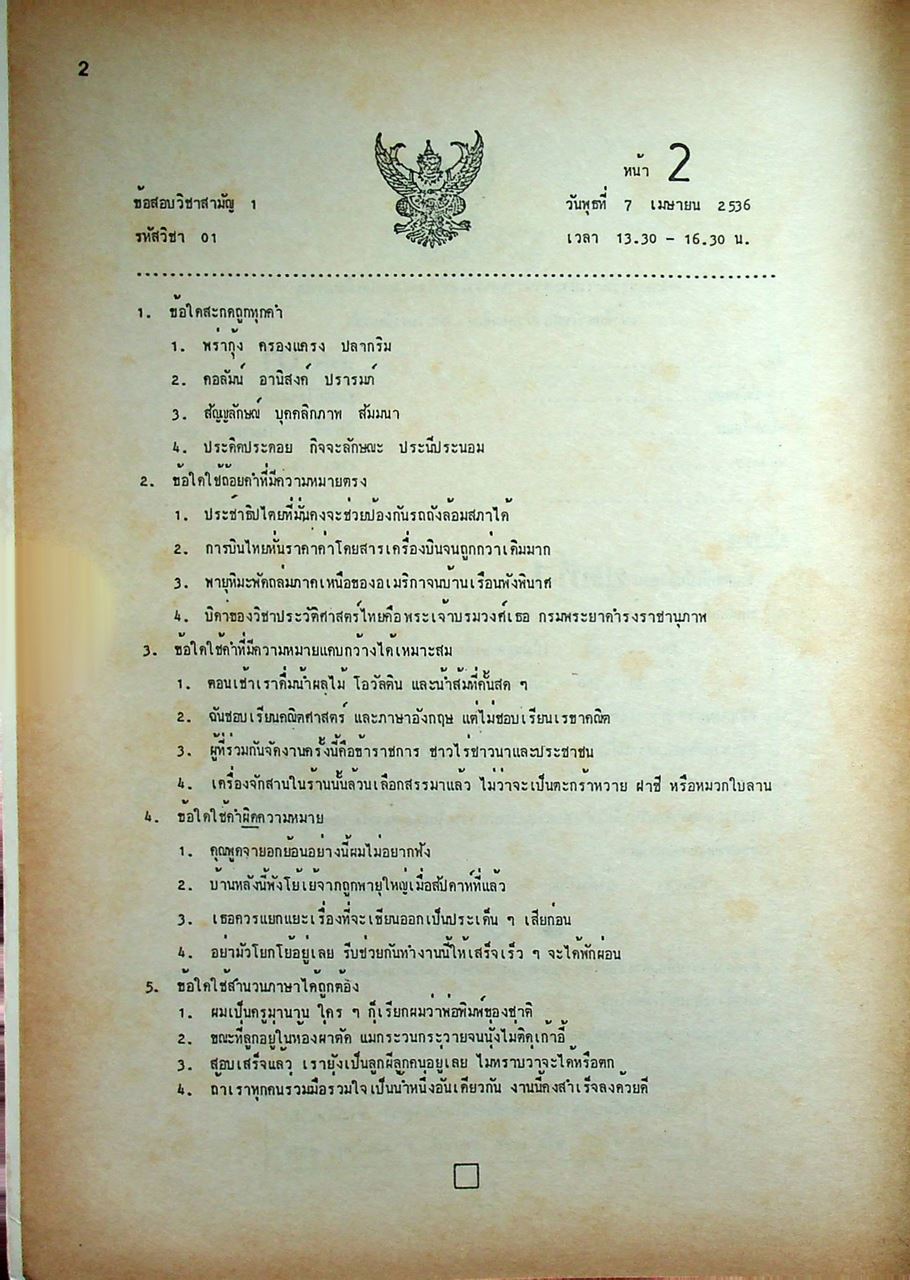 2
หน้า 2
ข้อสอบวิชาสามัญ 1
วันพุธที่ 7 เมษายน 2536
รหัสวิชา 01
เวลา 13.30 - 16.30 น.
1. ข้อใดสะกดถูกทุกคำ
1. พร่ากุ้ง ครองแครง ปลากริม
2. คอลัมน์ อานิสงค์ ปรารมภ์
3. สัญลักษณ์ บุคคลิกภาพ สัมมนา
4. ประดิดประดอย กิจจะลักษณะ ประนีประนอม
2. ข้อใดใช้ถ้อยคำที่มีความหมายตรง
1. ประชาธิปไตยที่มั่นคงจะช่วยป้องกันรถถังล้อมสภาได้
2. การบินไทยหั่นราคาค่าโดยสารเครื่องบินจนถูกกว่าเดิมมาก
3. พายุหิมะพัดถล่มภาคเหนือของอเมริกาจนบ้านเรือนพังพินาศ
4. บิดาของวิชาประวัติศาสตร์ไทยคือพระเจ้าบรมวงศ์เธอ กรมพระยาดำรงราชานุภาพ
3. ข้อใดใช้คำที่มีความหมายแคบกว้างได้เหมาะสม
1. ตอนเช้าเราดื่มน้ำผลไม้ โอวัลติน และน้ำส้มที่คั้นสด ๆ
2. ฉันชอบเรียนคณิตศาสตร์ และภาษาอังกฤษ แต่ไม่ชอบเรียนเรขาคณิต
3. ผู้ที่ร่วมกันจัดงานครั้งนี้คือข้าราชการ ชาวไร่ชาวนาและประชาชน
4. เครื่องจักสานในร้านนั้นล้วนเลือกสรรมาแล้ว ไม่ว่าจะเป็นตะกร้าหวาย ฝาชี หรือหมวกใบลาน
4. ข้อใดใช้คำผิดความหมาย
1. คุณพูดจายอกย้อนอย่างนี้ผมไม่อยากฟัง
2. บ้านหลังนี้พังโย้เย้จากถูกพายุใหญ่เมื่อสัปดาห์ที่แล้ว
3. เธอควรแยกแยะเรื่องที่จะเขียนออกเป็นประเด็น ๆ เสียก่อน
4. อย่ามัวโยกโย้อยู่เลย รีบช่วยกันทำงานนี้ให้เสร็จเร็ว ๆ จะได้พักผ่อน
5. ข้อใดใช้สำนวนภาษาได้ถูกต้อง
1. ผมเป็นครูมานาน ใคร ๆ ก็เรียกผมว่าพ่อพิมพ์ของชาติ
2. ขณะที่ลูกอยู่ในห้องผ่าตัด แม่กระวนกระวายจนนั่งไม่ติดเก้าอี้
3. สอบเสร็จแล้ว เรายังเป็นลูกผีลูกคนอยู่เลย ไม่ทราบว่าจะได้หรือตก
4. ถ้าเราทุกคนร่วมมือร่วมใจเป็นน้ำหนึ่งอันเดียวกัน งานนี้คงสำเร็จลงด้วยดี